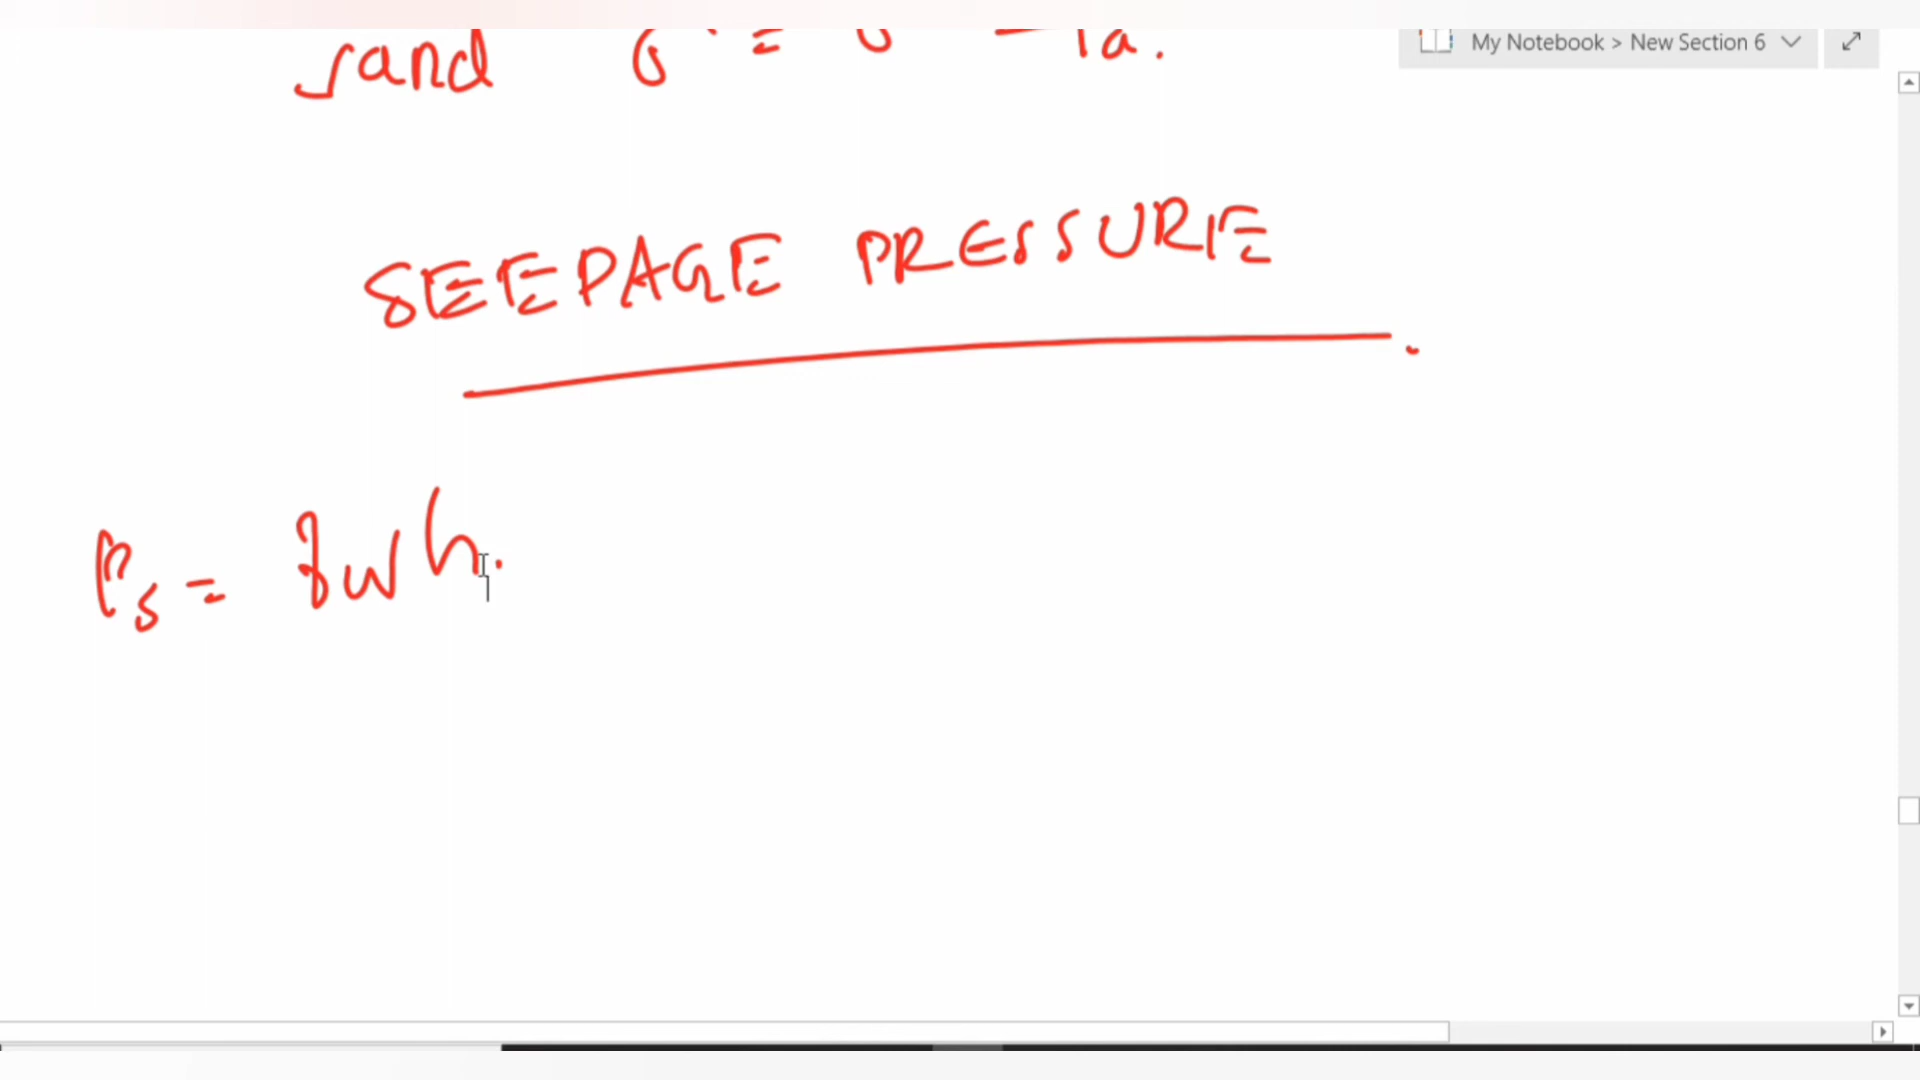 My Notebook > New Section 6
sand
SEEPAGE PRESSURE.
Ps = γw h.